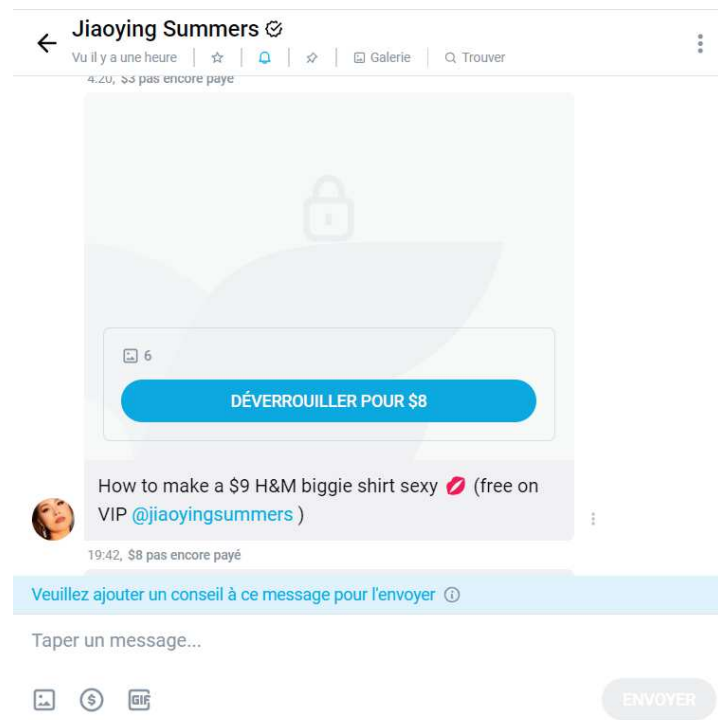 Jiaoying Summers
Vu il y a une heure Galerie Trouver
4:20, $3 pas encore payé
6
DÉVERROUILLER POUR $8
How to make a $9 H&M biggie shirt sexy 💋 (free on
VIP @jiaoyingsummers )
19:42, $8 pas encore payé
Veuillez ajouter un conseil à ce message pour l'envoyer
Taper un message...
GIF
ENVOYER